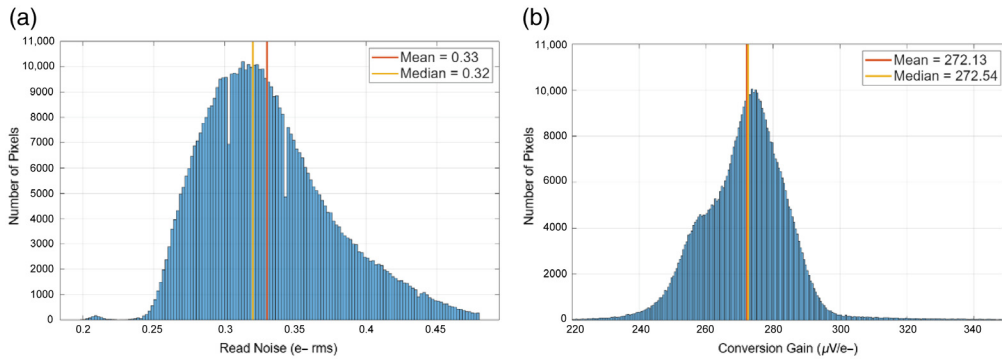 (a)
11,000
10,000
9000
8000
7000
6000
5000
4000
3000
2000
1000
0
Number of Pixels
0.2 0.25 0.3 0.35 0.4 0.45
Read Noise (e– rms)
Mean = 0.33
Median = 0.32
(b)
11,000
10,000
8000
6000
4000
2000
0
Number of Pixels
220 240 260 280 300 320 340
Conversion Gain (µV/e–)
Mean = 272.13
Median = 272.54